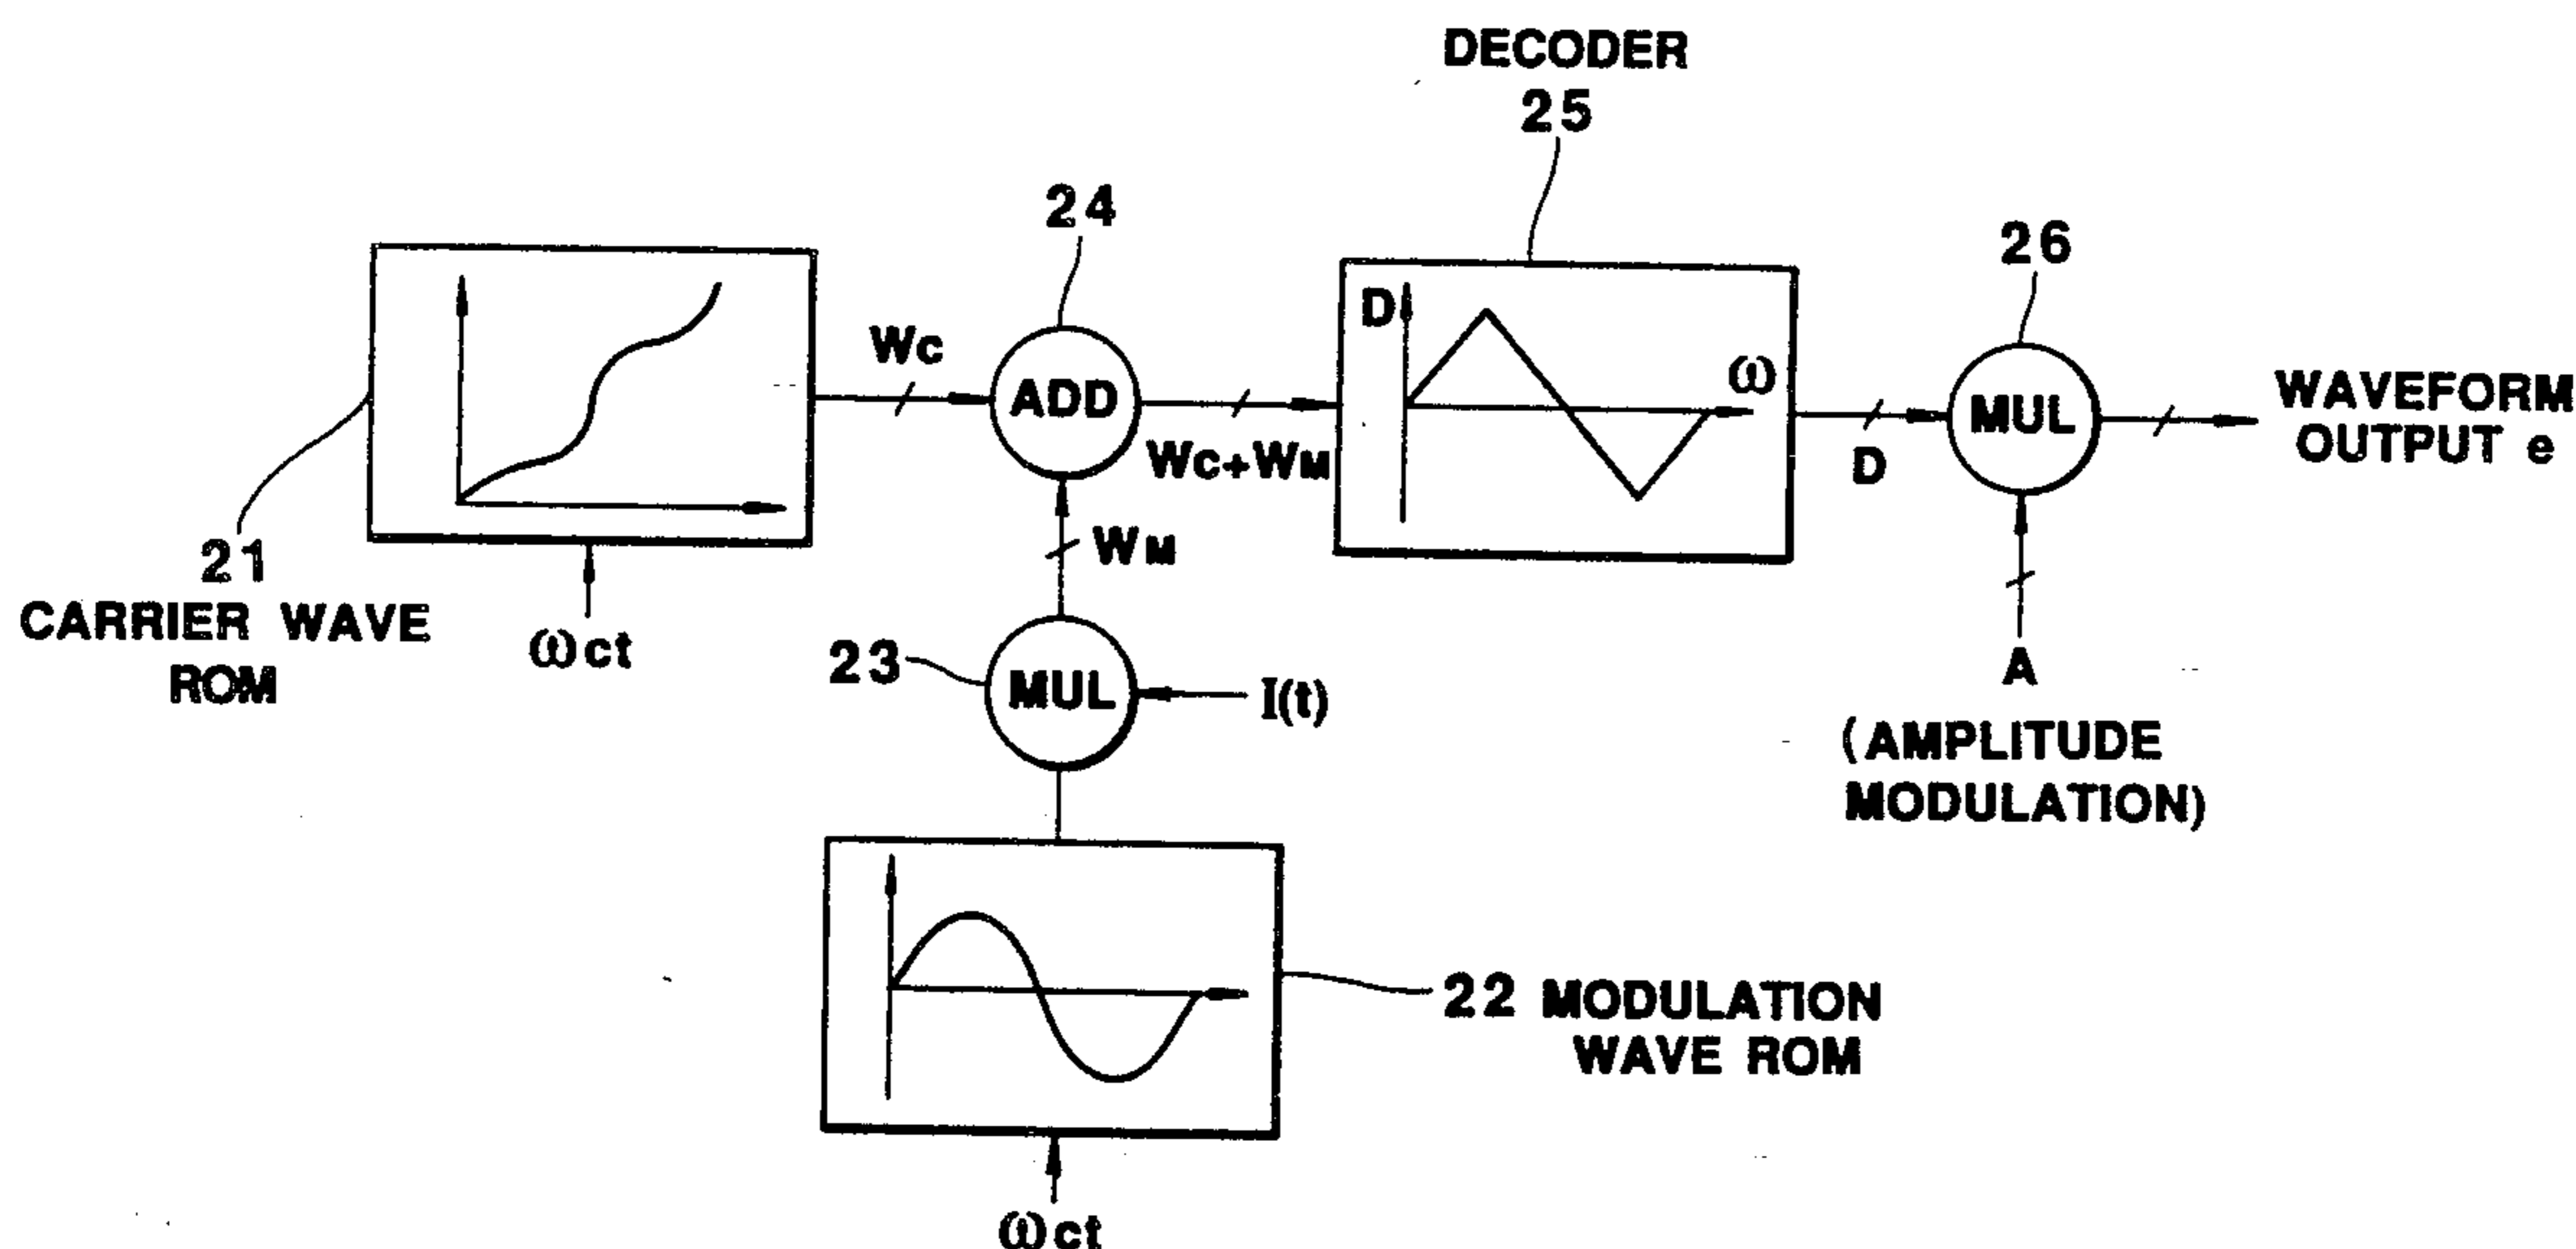 DECODER
25
24
26
Wc
ADD
Wc+WM
D
ω
D
MUL
WAVEFORM
OUTPUT e
21
CARRIER WAVE
ROM
ωct
WM
23
MUL
I(t)
A
(AMPLITUDE
MODULATION)
22 MODULATION
WAVE ROM
ωct